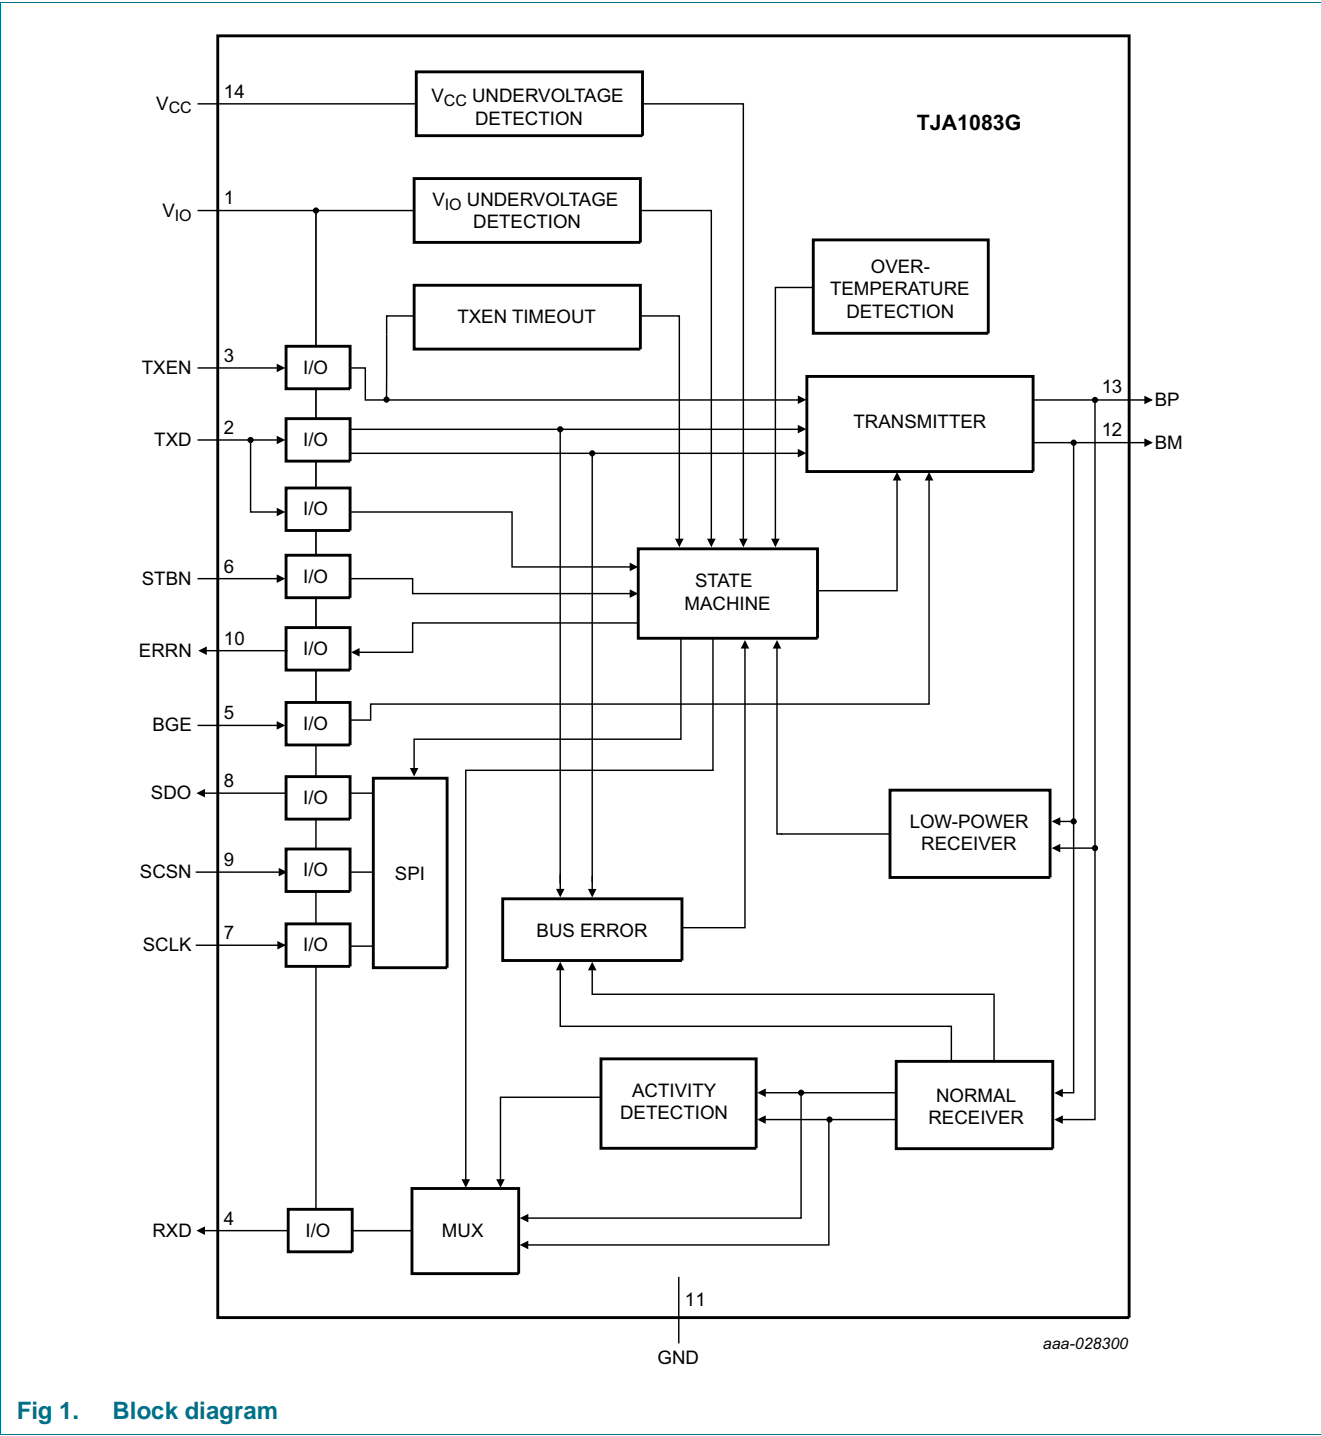 14
VCC
VCC UNDERVOLTAGE
DETECTION
TJA1083G
1
VIO
VIO UNDERVOLTAGE
DETECTION
OVER-
TEMPERATURE
DETECTION
TXEN TIMEOUT
TXEN
3
I/O
13
BP
TRANSMITTER
TXD
2
I/O
12
BM
I/O
STBN
6
I/O
STATE
MACHINE
ERRN
10
I/O
BGE
5
I/O
SDO
8
I/O
LOW-POWER
RECEIVER
SCSN
9
I/O
SPI
BUS ERROR
SCLK
7
I/O
ACTIVITY
DETECTION
NORMAL
RECEIVER
RXD
4
I/O
MUX
11
GND
aaa-028300
Fig 1. Block diagram